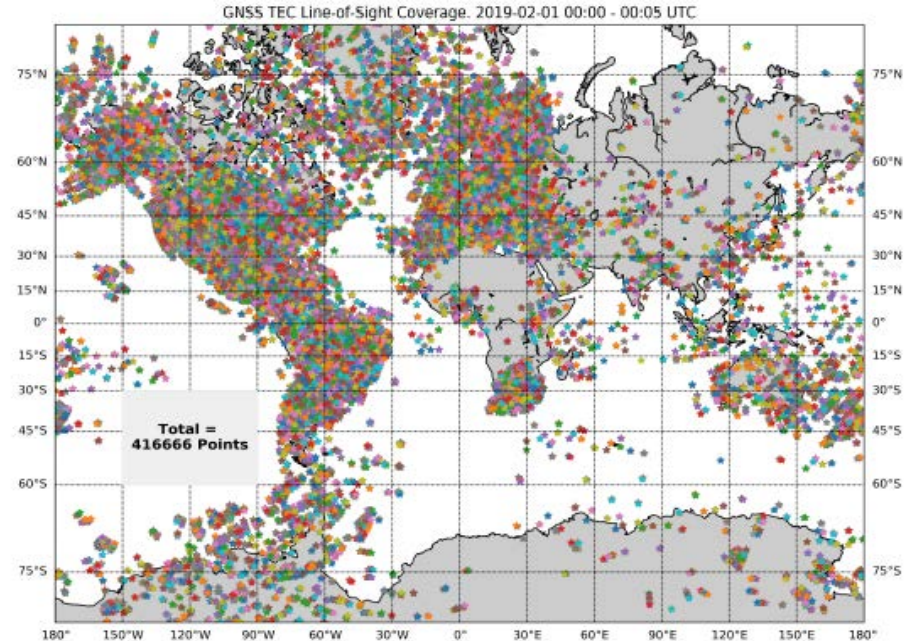 GNSS TEC Line-of-Sight Coverage. 2019-02-01 00:00 - 00:05 UTC
75°N 75°N
60°N 60°N
45°N 45°N
30°N 30°N
15°N 15°N
0° 0°
15°S 15°S
30°S 30°S
Total =
45°S 45°S
416666 Points
60°S 60°S
75°S 75°S
180° 150°W 120°W 90°W 60°W 30°W 0° 30°E 60°E 90°E 120°E 150°E 180°